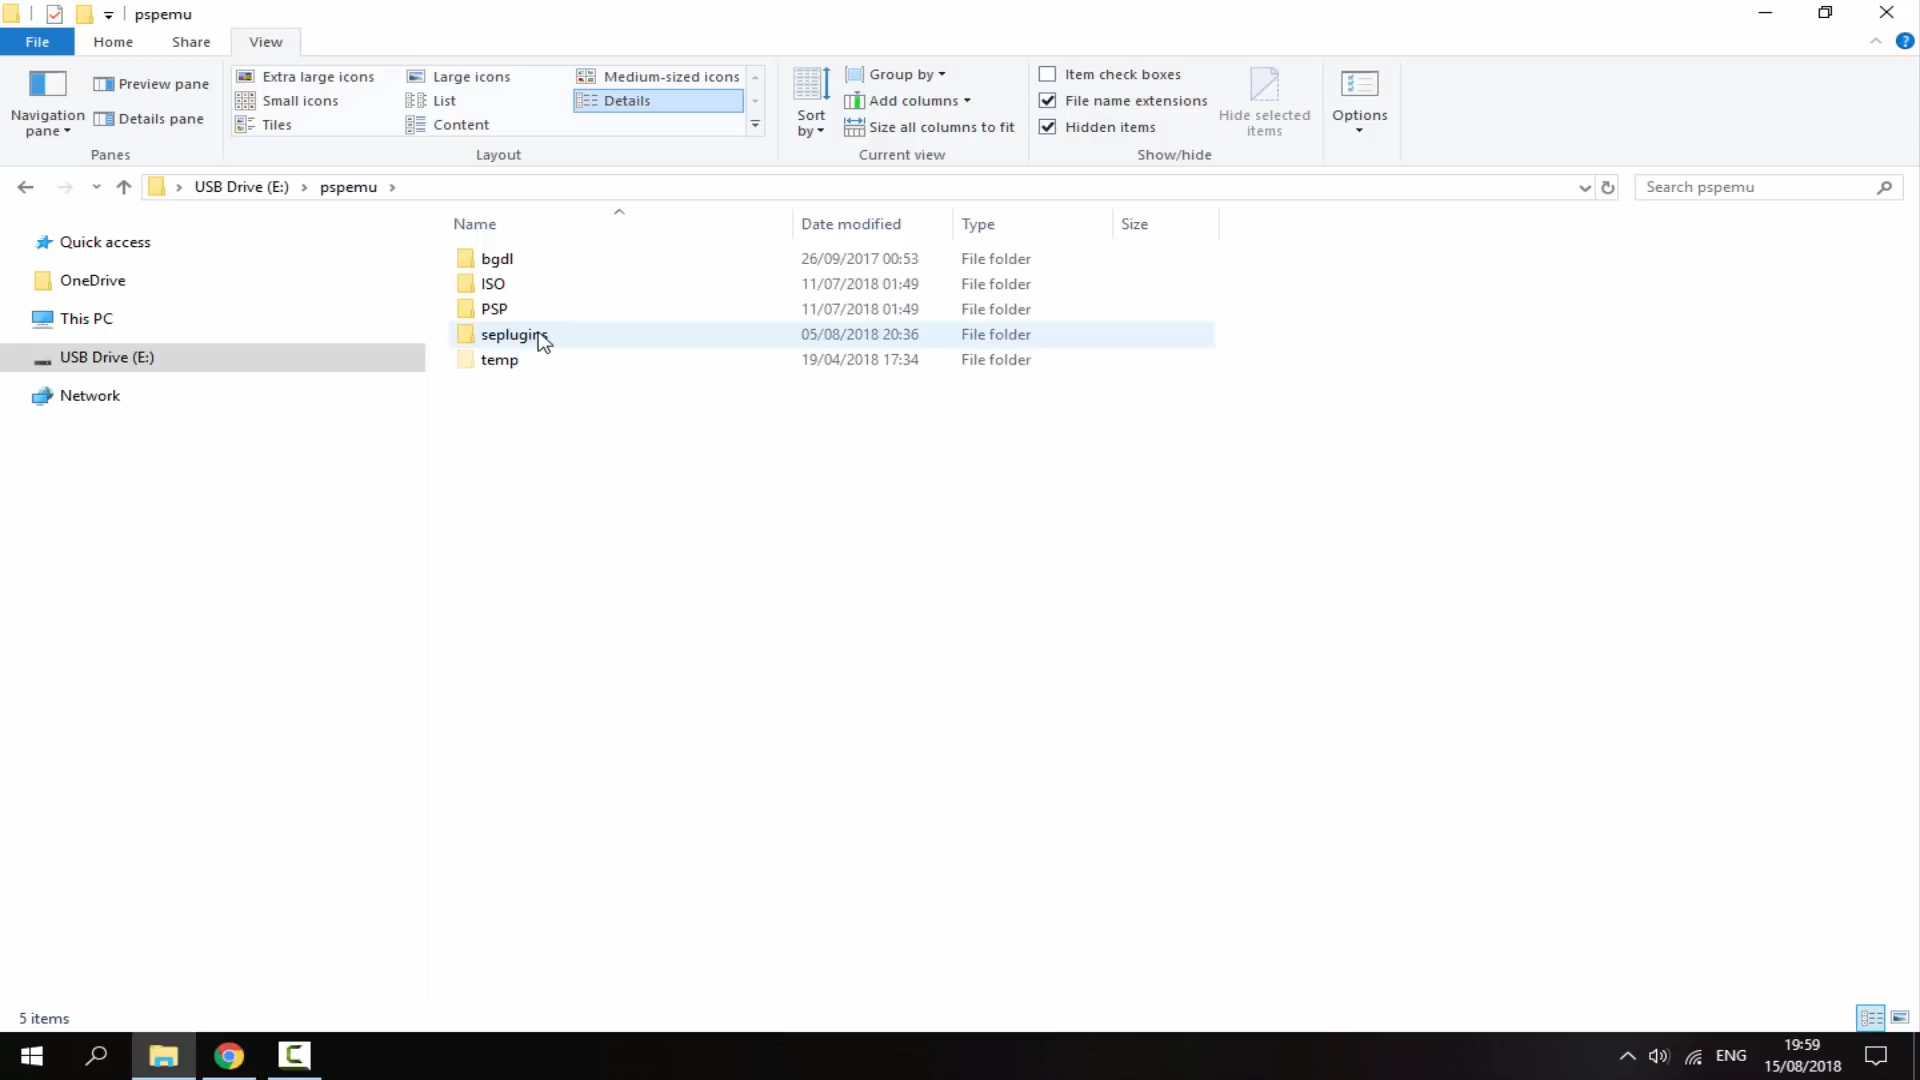 pspemu
File Home Share View
Navigation pane
Preview pane
Details pane
Panes
Extra large icons Large icons Medium-sized icons
Small icons List Details
Tiles Content
Layout
Sort by
Group by
Add columns
Size all columns to fit
Current view
Item check boxes
File name extensions
Hidden items
Hide selected items
Show/hide
Options
USB Drive (E:) pspemu
Search pspemu
Quick access
OneDrive
This PC
USB Drive (E:)
Network
Name Date modified Type Size
bgdl 26/09/2017 00:53 File folder
ISO 11/07/2018 01:49 File folder
PSP 11/07/2018 01:49 File folder
seplugins 05/08/2018 20:36 File folder
temp 19/04/2018 17:34 File folder
5 items
ENG
19:59
15/08/2018